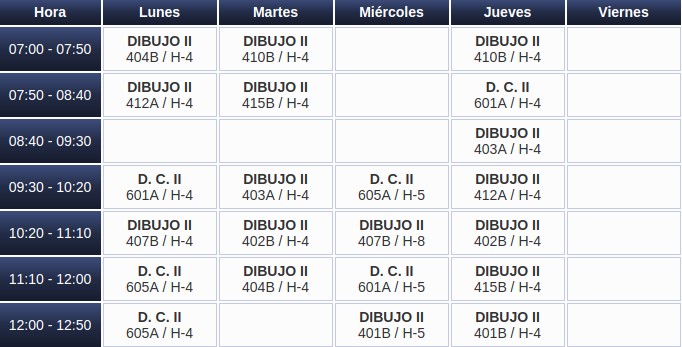 Hora Lunes Martes Miércoles Jueves Viernes
07:00 - 07:50 DIBUJO II DIBUJO II DIBUJO II
404B / H-4 410B / H-4 410B / H-4
07:50 - 08:40 DIBUJO II DIBUJO II D. C. II
412A / H-4 415B / H-4 601A / H-4
08:40 - 09:30 DIBUJO II
403A / H-4
09:30 - 10:20 D. C. II DIBUJO II D. C. II DIBUJO II
601A / H-4 403A / H-4 605A / H-5 412A / H-4
10:20 - 11:10 DIBUJO II DIBUJO II DIBUJO II DIBUJO II
407B / H-4 402B / H-4 407B / H-8 402B / H-4
11:10 - 12:00 D. C. II DIBUJO II D. C. II DIBUJO II
605A / H-4 404B / H-4 601A / H-5 415B / H-4
12:00 - 12:50 D. C. II DIBUJO II DIBUJO II
605A / H-4 401B / H-5 401B / H-4